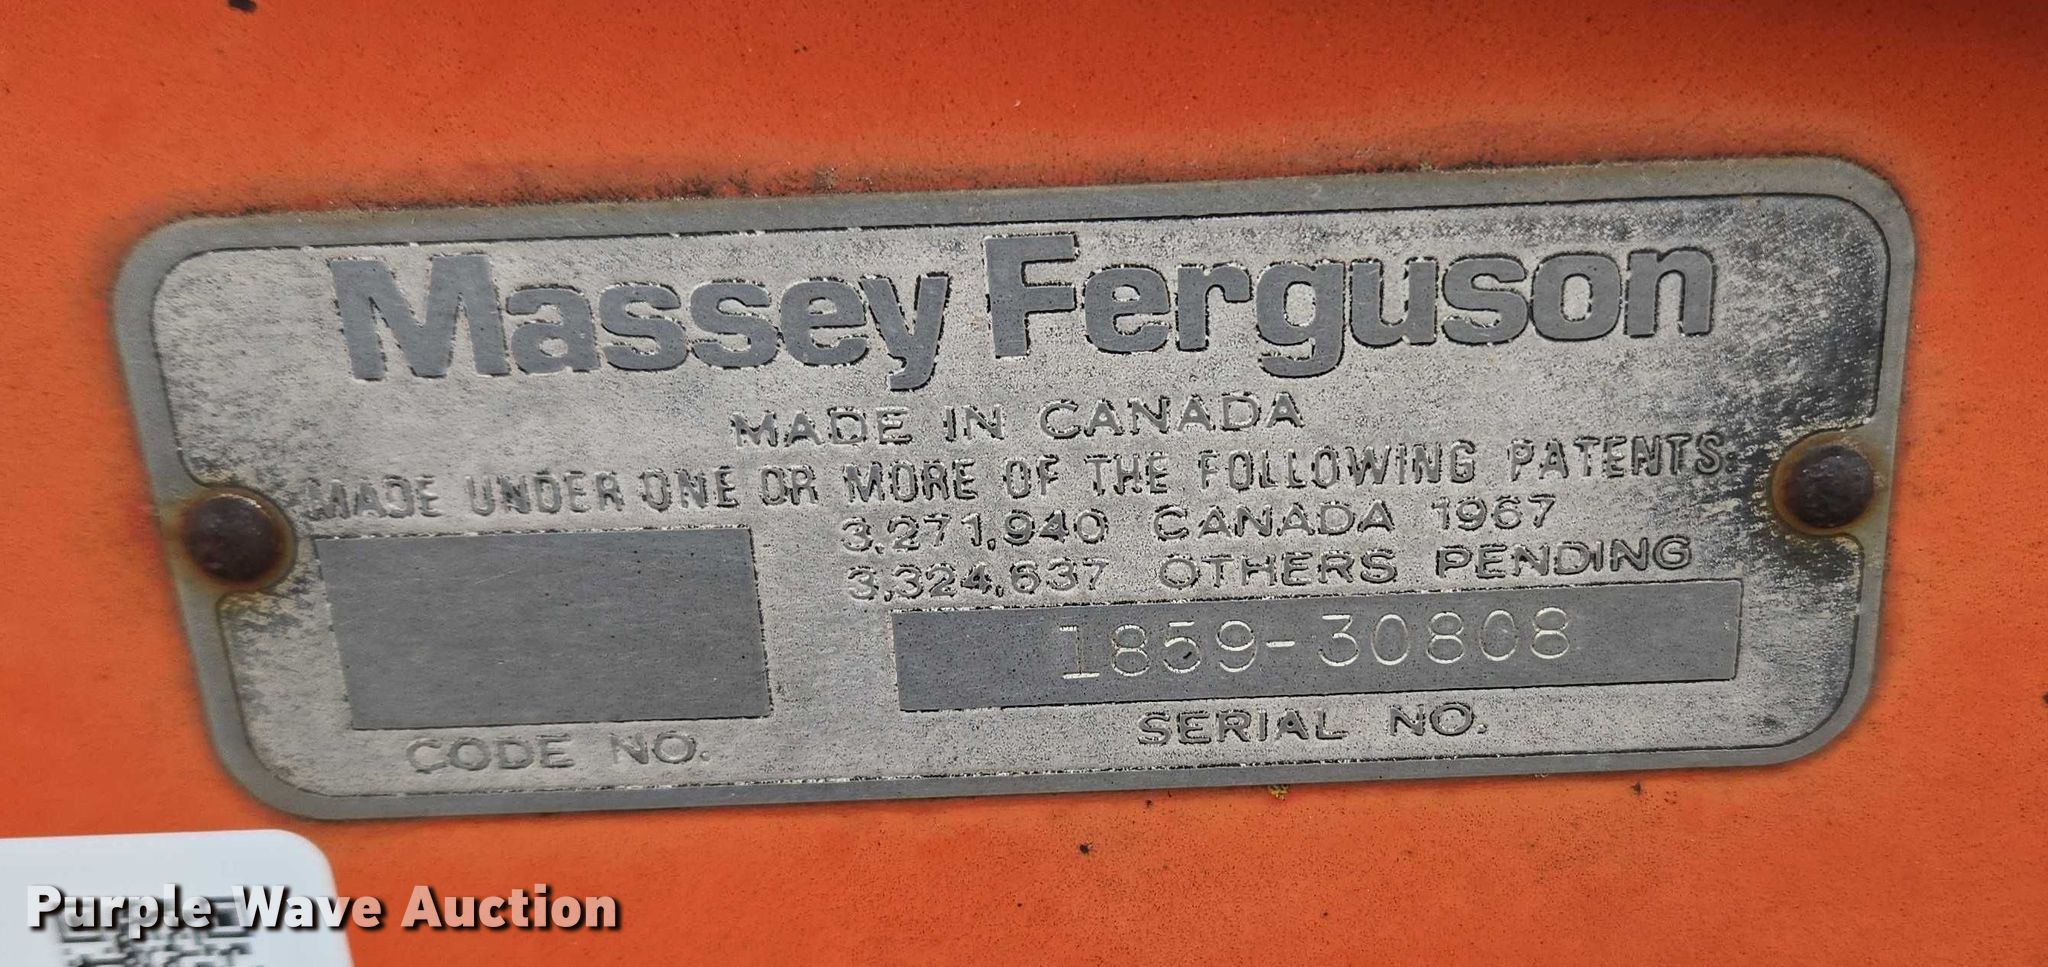 Massey Ferguson
MADE IN CANADA
MADE UNDER ONE OR MORE OF THE FOLLOWING PATENTS.
3,271,940 CANADA 1967
3,324,637 OTHERS PENDING
1859-30808
CODE NO.
SERIAL NO.
Purple Wave Auction